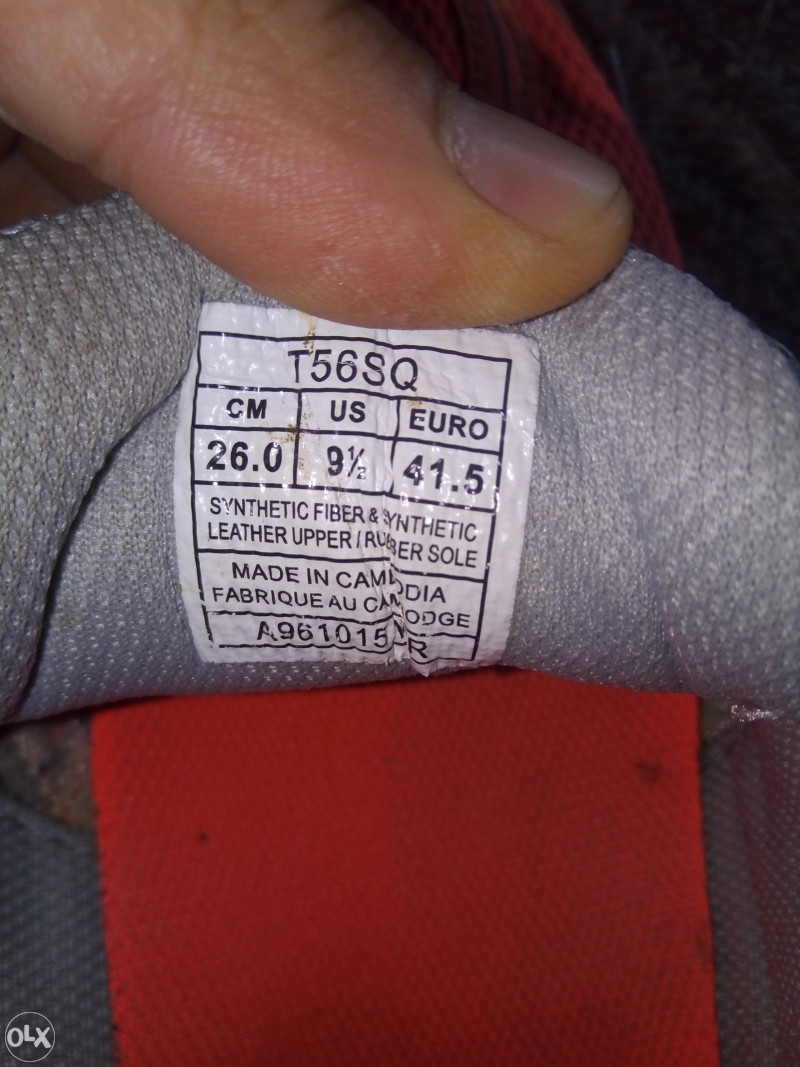 T56SQ
CM US EURO
26.0 9½ 41.5
SYNTHETIC FIBER & SYNTHETIC
LEATHER UPPER / RUBBER SOLE
MADE IN CAMBODIA
FABRIQUE AU CAMBODGE
A961015 R
OLX